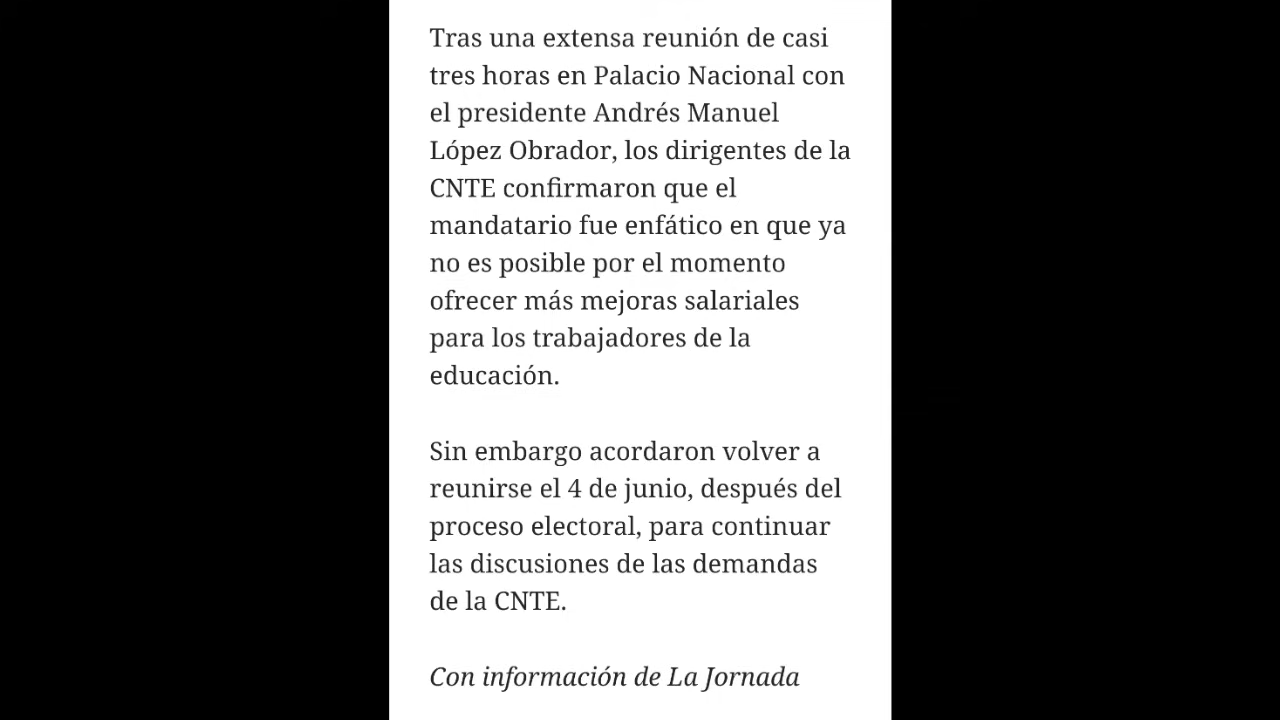 Tras una extensa reunión de casi
tres horas en Palacio Nacional con
el presidente Andrés Manuel
López Obrador, los dirigentes de la
CNTE confirmaron que el
mandatario fue enfático en que ya
no es posible por el momento
ofrecer más mejoras salariales
para los trabajadores de la
educación.
Sin embargo acordaron volver a
reunirse el 4 de junio, después del
proceso electoral, para continuar
las discusiones de las demandas
de la CNTE.
Con información de La Jornada